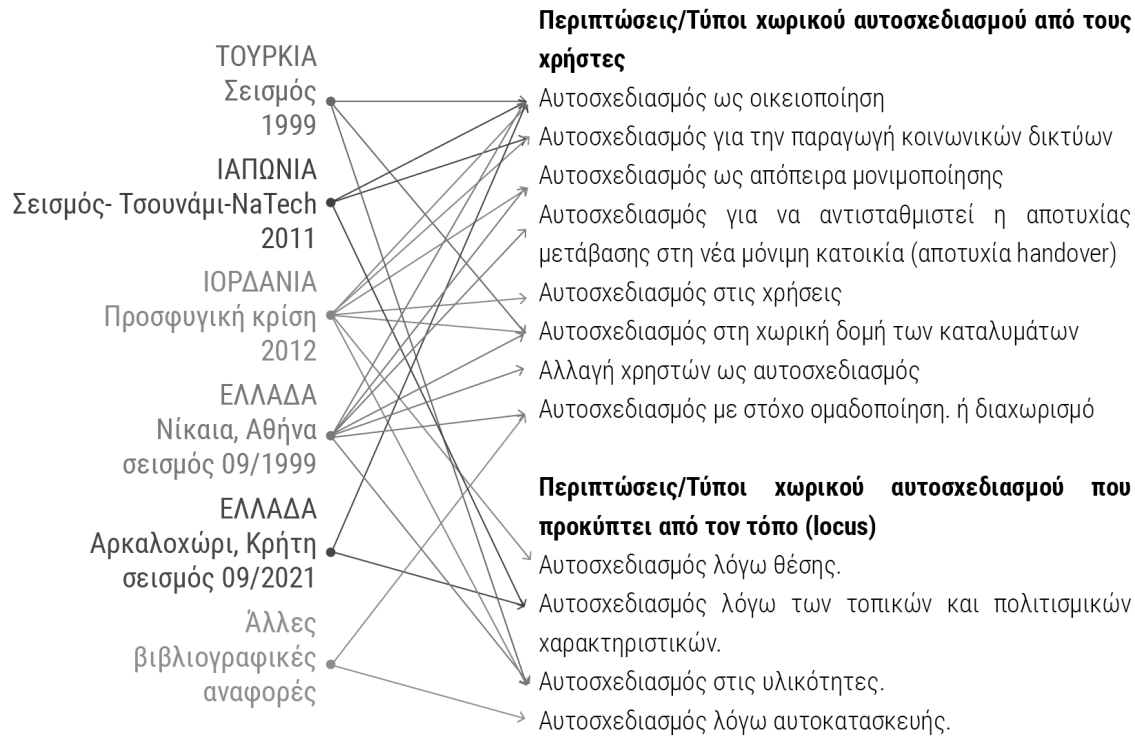 ΤΟΥΡΚΙΑ
Σεισμός
1999
ΙΑΠΩΝΙΑ
Σεισμός- Τσουνάμι-NaTech
2011
ΙΟΡΔΑΝΙΑ
Προσφυγική κρίση
2012
ΕΛΛΑΔΑ
Νίκαια, Αθήνα
σεισμός 09/1999
ΕΛΛΑΔΑ
Αρκαλοχώρι, Κρήτη
σεισμός 09/2021
Άλλες
βιβλιογραφικές
αναφορές
Περιπτώσεις/Τύποι χωρικού αυτοσχεδιασμού από τους
χρήστες
Αυτοσχεδιασμός ως οικειοποίηση
Αυτοσχεδιασμός για την παραγωγή κοινωνικών δικτύων
Αυτοσχεδιασμός ως απόπειρα μονιμοποίησης
Αυτοσχεδιασμός για να αντισταθμιστεί η αποτυχίας
μετάβασης στη νέα μόνιμη κατοικία (αποτυχία handover)
Αυτοσχεδιασμός στις χρήσεις
Αυτοσχεδιασμός στη χωρική δομή των καταλυμάτων
Αλλαγή χρηστών ως αυτοσχεδιασμός
Αυτοσχεδιασμός με στόχο ομαδοποίηση. ή διαχωρισμό
Περιπτώσεις/Τύποι χωρικού αυτοσχεδιασμού που
προκύπτει από τον τόπο (locus)
Αυτοσχεδιασμός λόγω θέσης.
Αυτοσχεδιασμός λόγω των τοπικών και πολιτισμικών
χαρακτηριστικών.
Αυτοσχεδιασμός στις υλικότητες.
Αυτοσχεδιασμός λόγω αυτοκατασκευής.